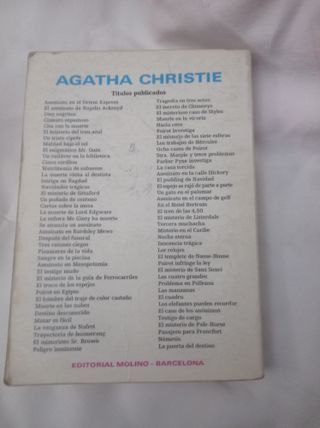 AGATHA CHRISTIE
Títulos publicados
Asesinato en el Orient Express
El asesinato de Rogelio Ackroyd
Diez negritos
Cianuro espumoso
Cita con la muerte
El misterio del tren azul
Un triste ciprés
Maldad bajo el sol
El enigmático Mr. Quin
Un cadáver en la biblioteca
Cinco cerditos
Matrimonio de sabuesos
La muerte visita al dentista
Intriga en Bagdad
Navidades trágicas
El misterio de Sittaford
Un puñado de centeno
Cartas sobre la mesa
La muerte de Lord Edgware
La señora Mc Ginty ha muerto
Se anuncia un asesinato
Asesinato en Bardsley Mews
Después del funeral
Tres ratones ciegos
Primavera de la vida
Sangre en la piscina
Asesinato en Mesopotamia
El testigo mudo
El misterio de la guía de Ferrocarriles
El truco de los espejos
Poirot en Egipto
El hombre del traje de color castaño
Muerte en las nubes
Destino desconocido
Matar es fácil
La venganza de Nofret
Trayectoria de boomerang
El misterioso Sr. Brown
Peligro inminente
Tragedia en tres actos
El secreto de Chimneys
El misterioso caso de Styles
Muerte en la vicaría
Hacia cero
Poirot investiga
El misterio de las siete esferas
Los trabajos de Hércules
Ocho casos de Poirot
Srta. Marple y trece problemas
Parker Pyne investiga
La casa torcida
Asesinato en la calle Hickory
El pudding de Navidad
El espejo se rajó de parte a parte
Un gato en el palomar
Asesinato en el campo de golf
En el Hotel Bertram
El tren de las 4,50
El misterio de Listerdale
Tercera muchacha
Misterio en el Caribe
Noche eterna
Inocencia trágica
Los relojes
El templete de Nasse-House
Poirot infringe la ley
El misterio de Sans Souci
Los cuatro grandes
Problema en Pollensa
Las manzanas
El cuadro
Los elefantes pueden recordar
El caso de los anónimos
Testigo de cargo
El misterio de Pale Horse
Pasajero para Francfort
Némesis
La puerta del destino
EDITORIAL MOLINO - BARCELONA